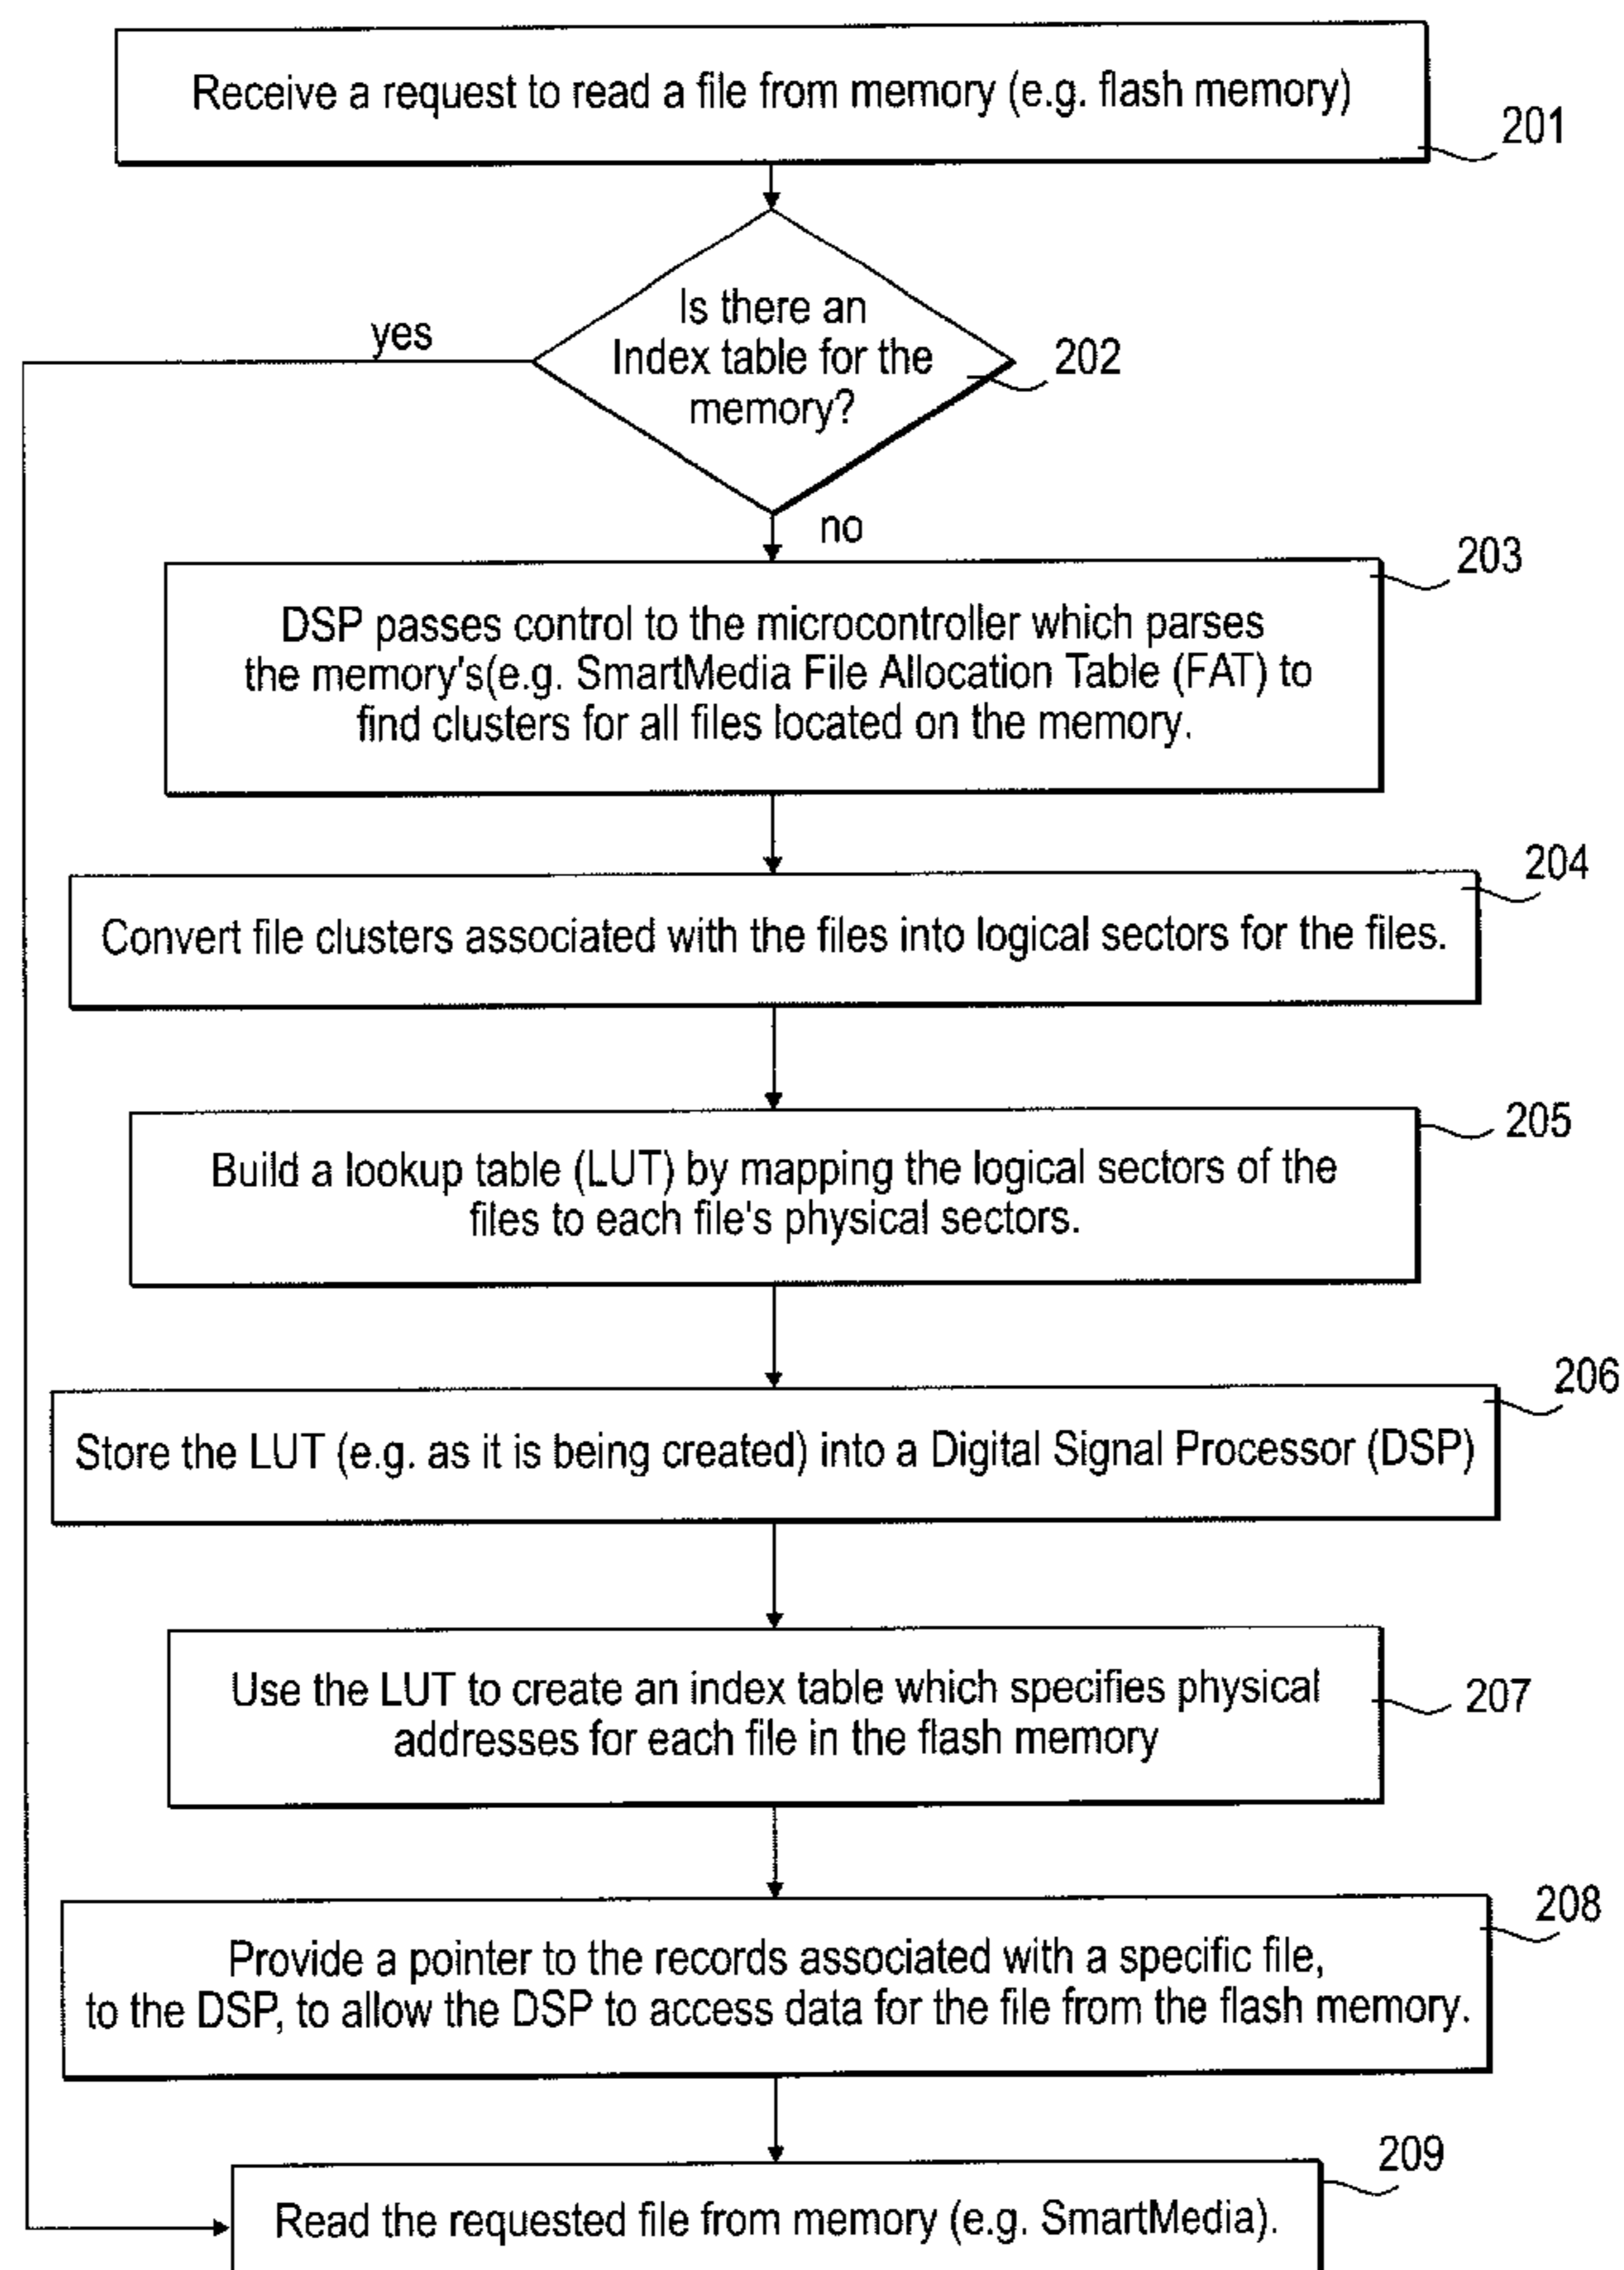 Receive a request to read a file from memory (e.g. flash memory)
201
Is there an
Index table for the
memory?
202
yes
no
203
DSP passes control to the microcontroller which parses
the memory's(e.g. SmartMedia File Allocation Table (FAT) to
find clusters for all files located on the memory.
204
Convert file clusters associated with the files into logical sectors for the files.
205
Build a lookup table (LUT) by mapping the logical sectors of the
files to each file's physical sectors.
206
Store the LUT (e.g. as it is being created) into a Digital Signal Processor (DSP)
Use the LUT to create an index table which specifies physical
addresses for each file in the flash memory
207
208
Provide a pointer to the records associated with a specific file,
to the DSP, to allow the DSP to access data for the file from the flash memory.
209
Read the requested file from memory (e.g. SmartMedia).